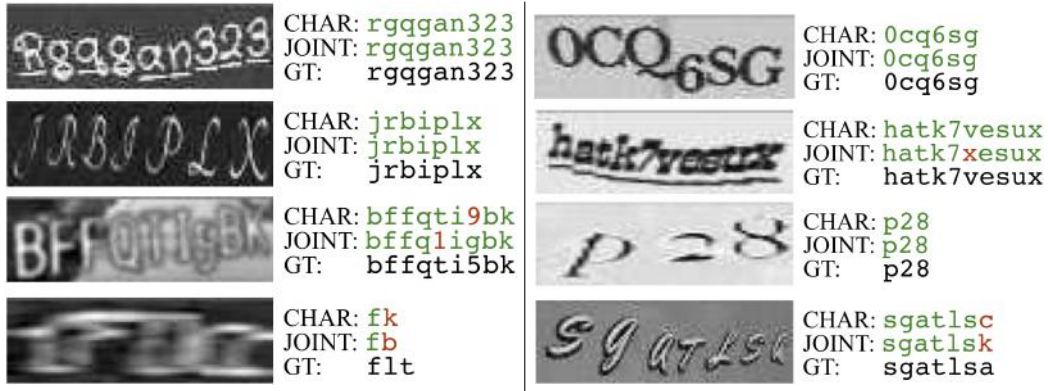 Rgqgan323
CHAR: rgqgan323
JOINT: rgqgan323
GT: rgqgan323
JRBIPLX
CHAR: jrbiplx
JOINT: jrbiplx
GT: jrbiplx
CHAR: bffqti9bk
JOINT: bffq1igbk
GT: bffqti5bk
CHAR: fk
JOINT: fb
GT: flt
0CQ6SG
CHAR: 0cq6sg
JOINT: 0cq6sg
GT: 0cq6sg
hatk7vesux
CHAR: hatk7vesux
JOINT: hatk7xesux
GT: hatk7vesux
p28
CHAR: p28
JOINT: p28
GT: p28
CHAR: sgatlsc
JOINT: sgatlsk
GT: sgatlsa